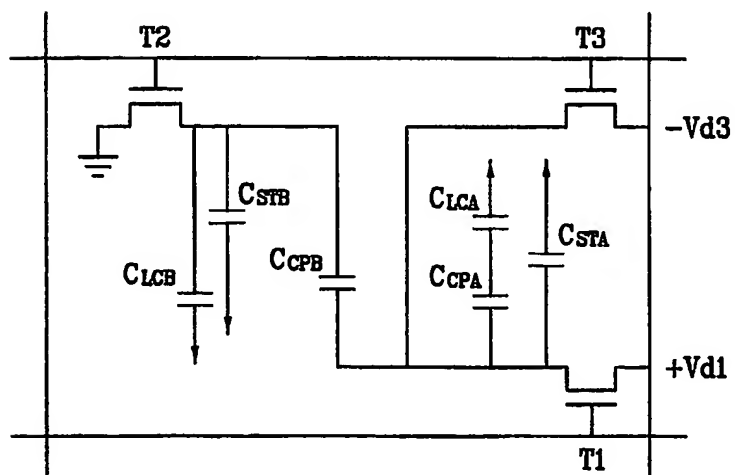 T2
T3
-Vd3
CSTB
CLCA
CSTA
CCPB
CLCB
CCPA
+Vd1
T1